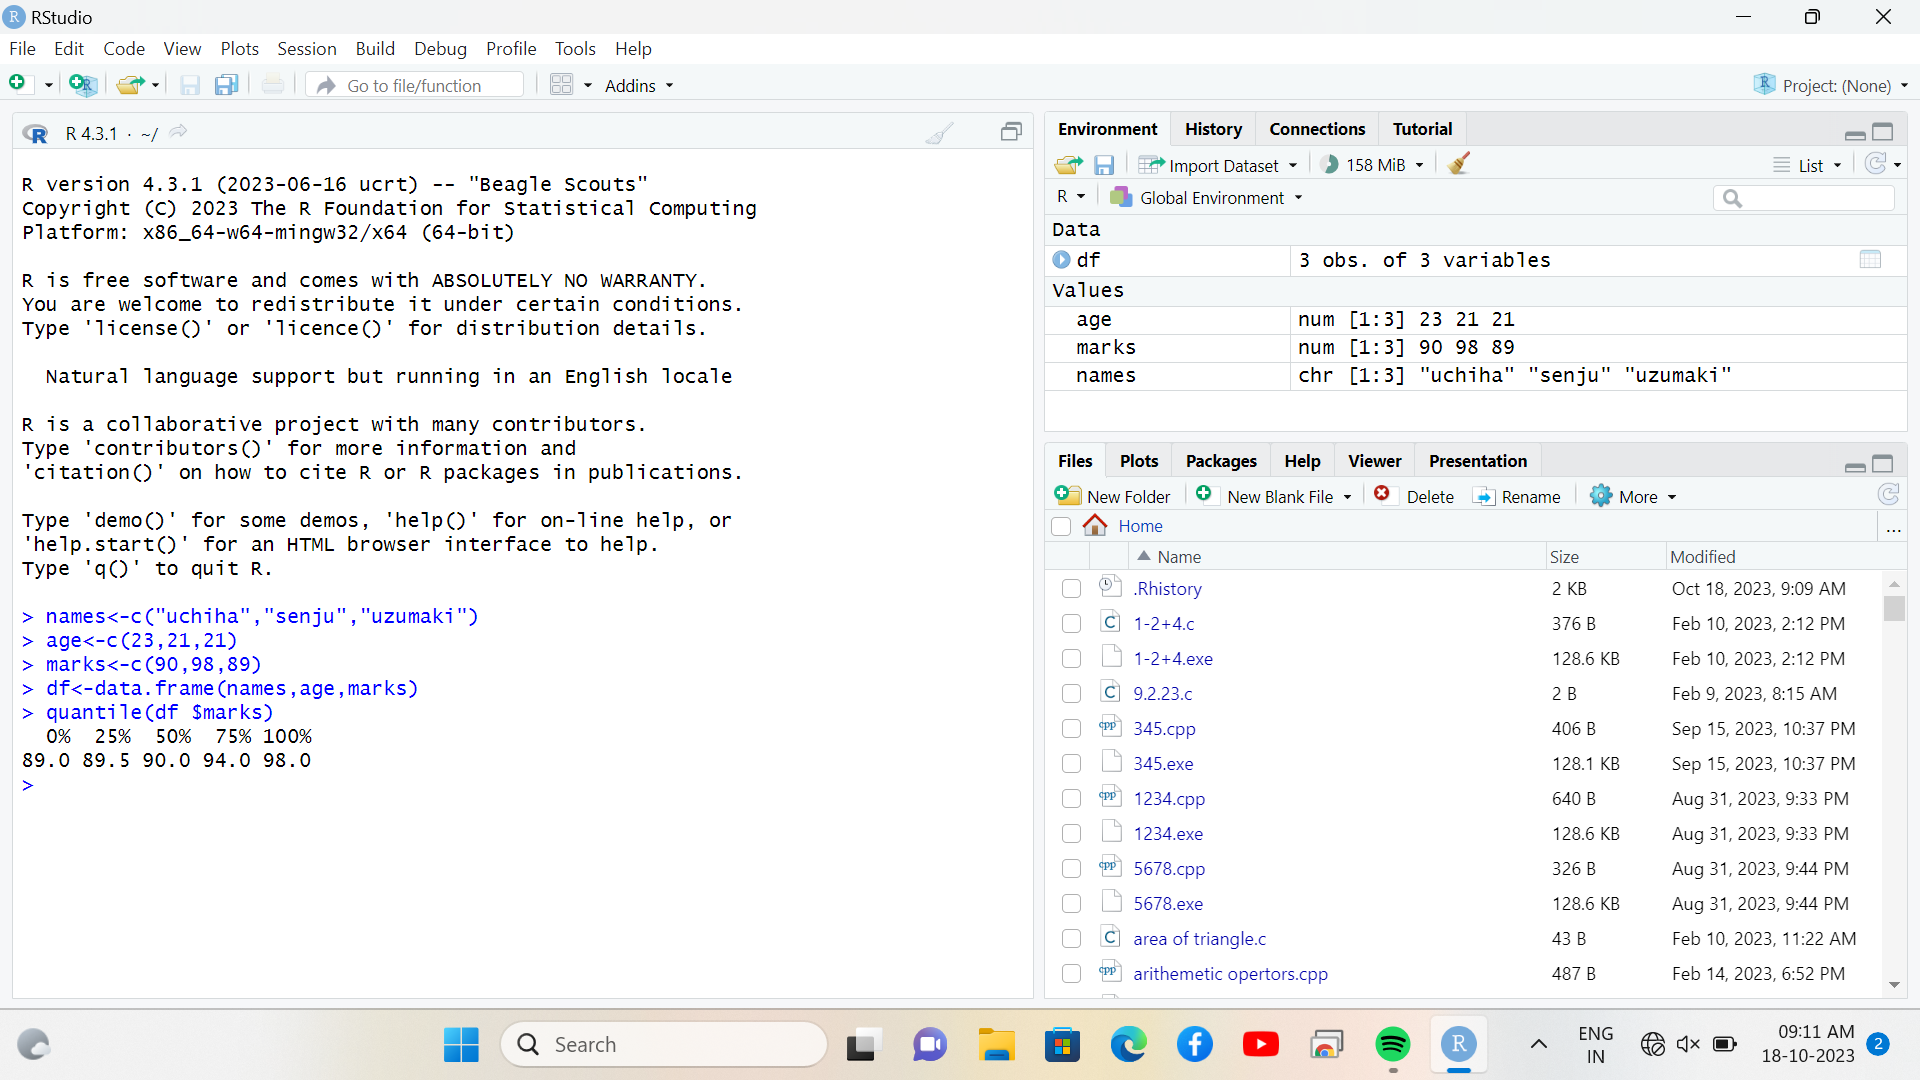 RStudio
File Edit Code View Plots Session Build Debug Profile Tools Help
Go to file/function Addins Project: (None)
R 4.3.1 · ~/
R version 4.3.1 (2023-06-16 ucrt) -- "Beagle Scouts"
Copyright (C) 2023 The R Foundation for Statistical Computing
Platform: x86_64-w64-mingw32/x64 (64-bit)
R is free software and comes with ABSOLUTELY NO WARRANTY.
You are welcome to redistribute it under certain conditions.
Type 'license()' or 'licence()' for distribution details.
Natural language support but running in an English locale
R is a collaborative project with many contributors.
Type 'contributors()' for more information and
'citation()' on how to cite R or R packages in publications.
Type 'demo()' for some demos, 'help()' for on-line help, or
'help.start()' for an HTML browser interface to help.
Type 'q()' to quit R.
> names<-c("uchiha","senju","uzumaki")
> age<-c(23,21,21)
> marks<-c(90,98,89)
> df<-data.frame(names,age,marks)
> quantile(df $marks)
0% 25% 50% 75% 100%
89.0 89.5 90.0 94.0 98.0
>
Environment History Connections Tutorial
Import Dataset 158 MiB List
R Global Environment
Data
df 3 obs. of 3 variables
Values
age num [1:3] 23 21 21
marks num [1:3] 90 98 89
names chr [1:3] "uchiha" "senju" "uzumaki"
Files Plots Packages Help Viewer Presentation
New Folder New Blank File Delete Rename More
Home ...
Name Size Modified
.Rhistory 2 KB Oct 18, 2023, 9:09 AM
1-2+4.c 376 B Feb 10, 2023, 2:12 PM
1-2+4.exe 128.6 KB Feb 10, 2023, 2:12 PM
9.2.23.c 2 B Feb 9, 2023, 8:15 AM
345.cpp 406 B Sep 15, 2023, 10:37 PM
345.exe 128.1 KB Sep 15, 2023, 10:37 PM
1234.cpp 640 B Aug 31, 2023, 9:33 PM
1234.exe 128.6 KB Aug 31, 2023, 9:33 PM
5678.cpp 326 B Aug 31, 2023, 9:44 PM
5678.exe 128.6 KB Aug 31, 2023, 9:44 PM
area of triangle.c 43 B Feb 10, 2023, 11:22 AM
arithemetic opertors.cpp 487 B Feb 14, 2023, 6:52 PM
Search
ENG
IN
09:11 AM
18-10-2023
2